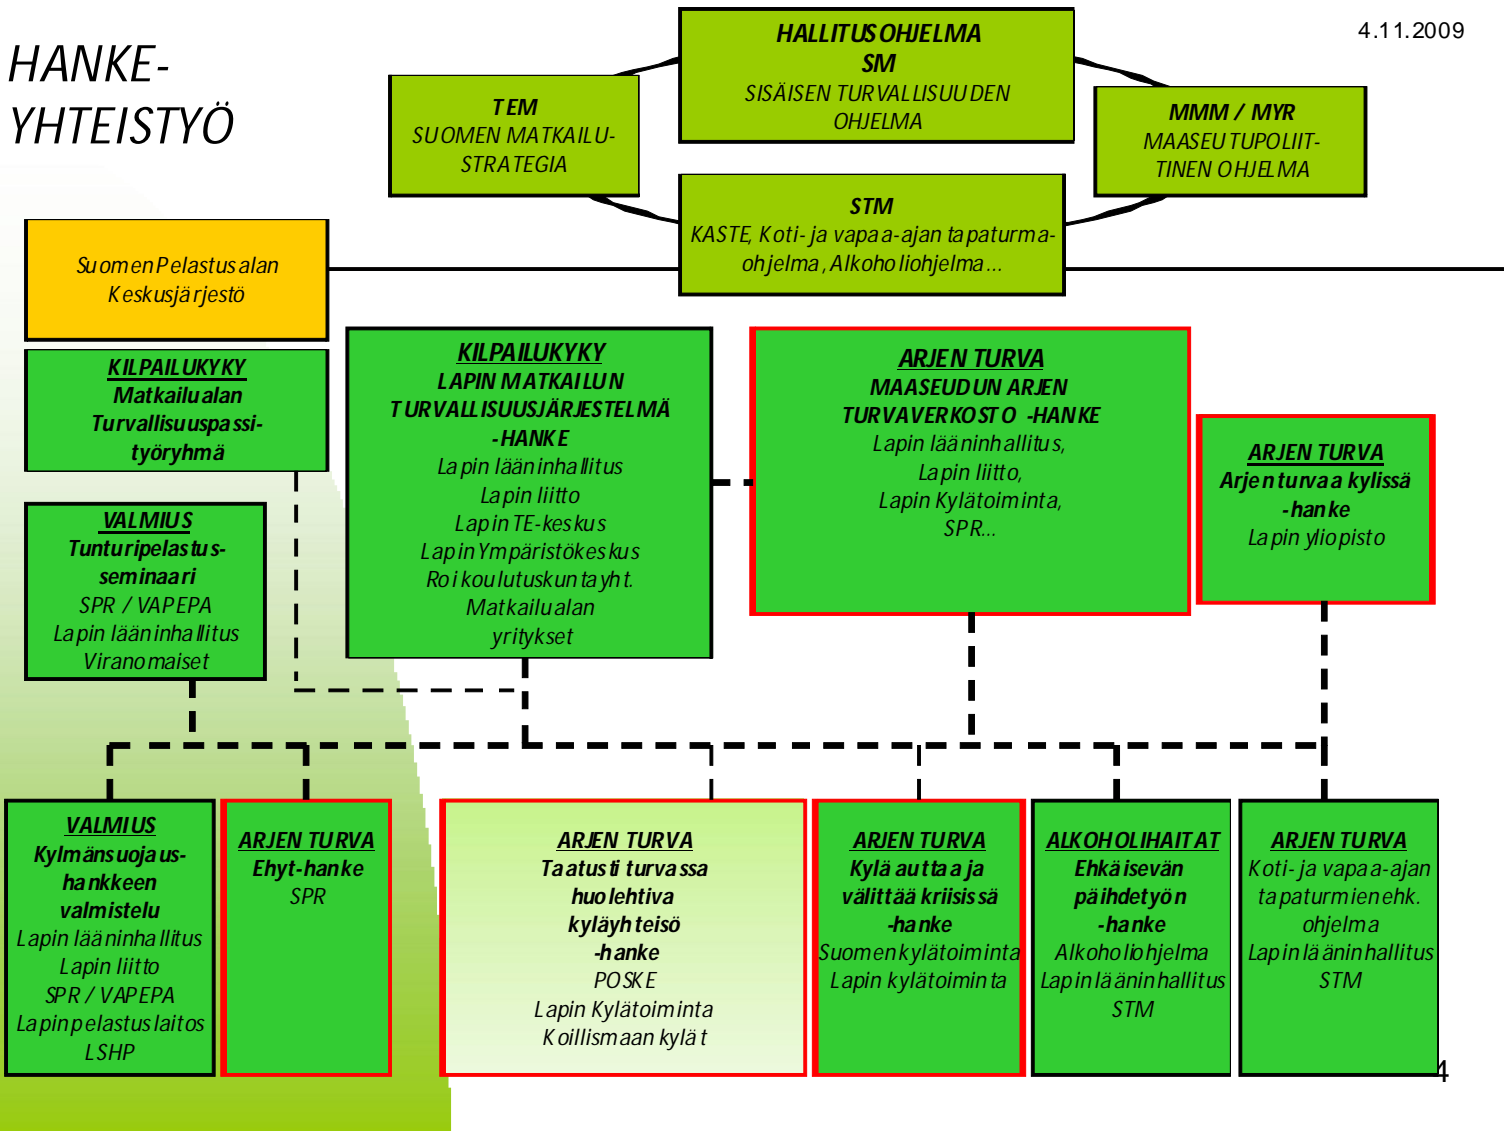 HANKE-
YHTEISTYÖ
4.11.2009
HALLITUSOHJELMA
SM
SISÄISEN TURVALLISUUDEN
OHJELMA
TEM
SUOMEN MATKAILU-
STRATEGIA
MMM / MYR
MAASEUTUPOLIIT-
TINEN OHJELMA
STM
KASTE, Koti- ja vapaa-ajan tapaturma-
ohjelma, Alkoholiohjelma...
Suomen Pelastusalan
Keskusjärjestö
KILPAILUKYKY
Matkailualan
Turvallisuuspassi-
työryhmä
KILPAILUKYKY
LAPIN MATKAILUN
TURVALLISUUSJÄRJESTELMÄ
-HANKE
Lapin lääninhallitus
Lapin liitto
Lapin TE-keskus
Lapin Ympäristökeskus
Roi koulutuskuntayht.
Matkailualan
yritykset
ARJEN TURVA
MAASEUDUN ARJEN
TURVAVERKOSTO -HANKE
Lapin lääninhallitus,
Lapin liitto,
Lapin Kylätoiminta,
SPR...
ARJEN TURVA
Arjen turvaa kylissä
-hanke
Lapin yliopisto
VALMIUS
Tunturipelastus-
seminaari
SPR / VAPEPA
Lapin lääninhallitus
Viranomaiset
VALMIUS
Kylmänsuojaus-
hankkeen
valmistelu
Lapin lääninhallitus
Lapin liitto
SPR / VAPEPA
Lapin pelastuslaitos
LSHP
ARJEN TURVA
Ehyt-hanke
SPR
ARJEN TURVA
Taatusti turvassa
huolehtiva
kyläyhteisö
-hanke
POSKE
Lapin Kylätoiminta
Koillismaan kylät
ARJEN TURVA
Kylä auttaa ja
välittää kriisissä
-hanke
Suomen kylätoiminta
Lapin kylätoiminta
ALKOHOLIHAITAT
Ehkäisevän
päihdetyön
-hanke
Alkoholiohjelma
Lapin lääninhallitus
STM
ARJEN TURVA
Koti- ja vapaa-ajan
tapaturmien ehk.
ohjelma
Lapin lääninhallitus
STM
4